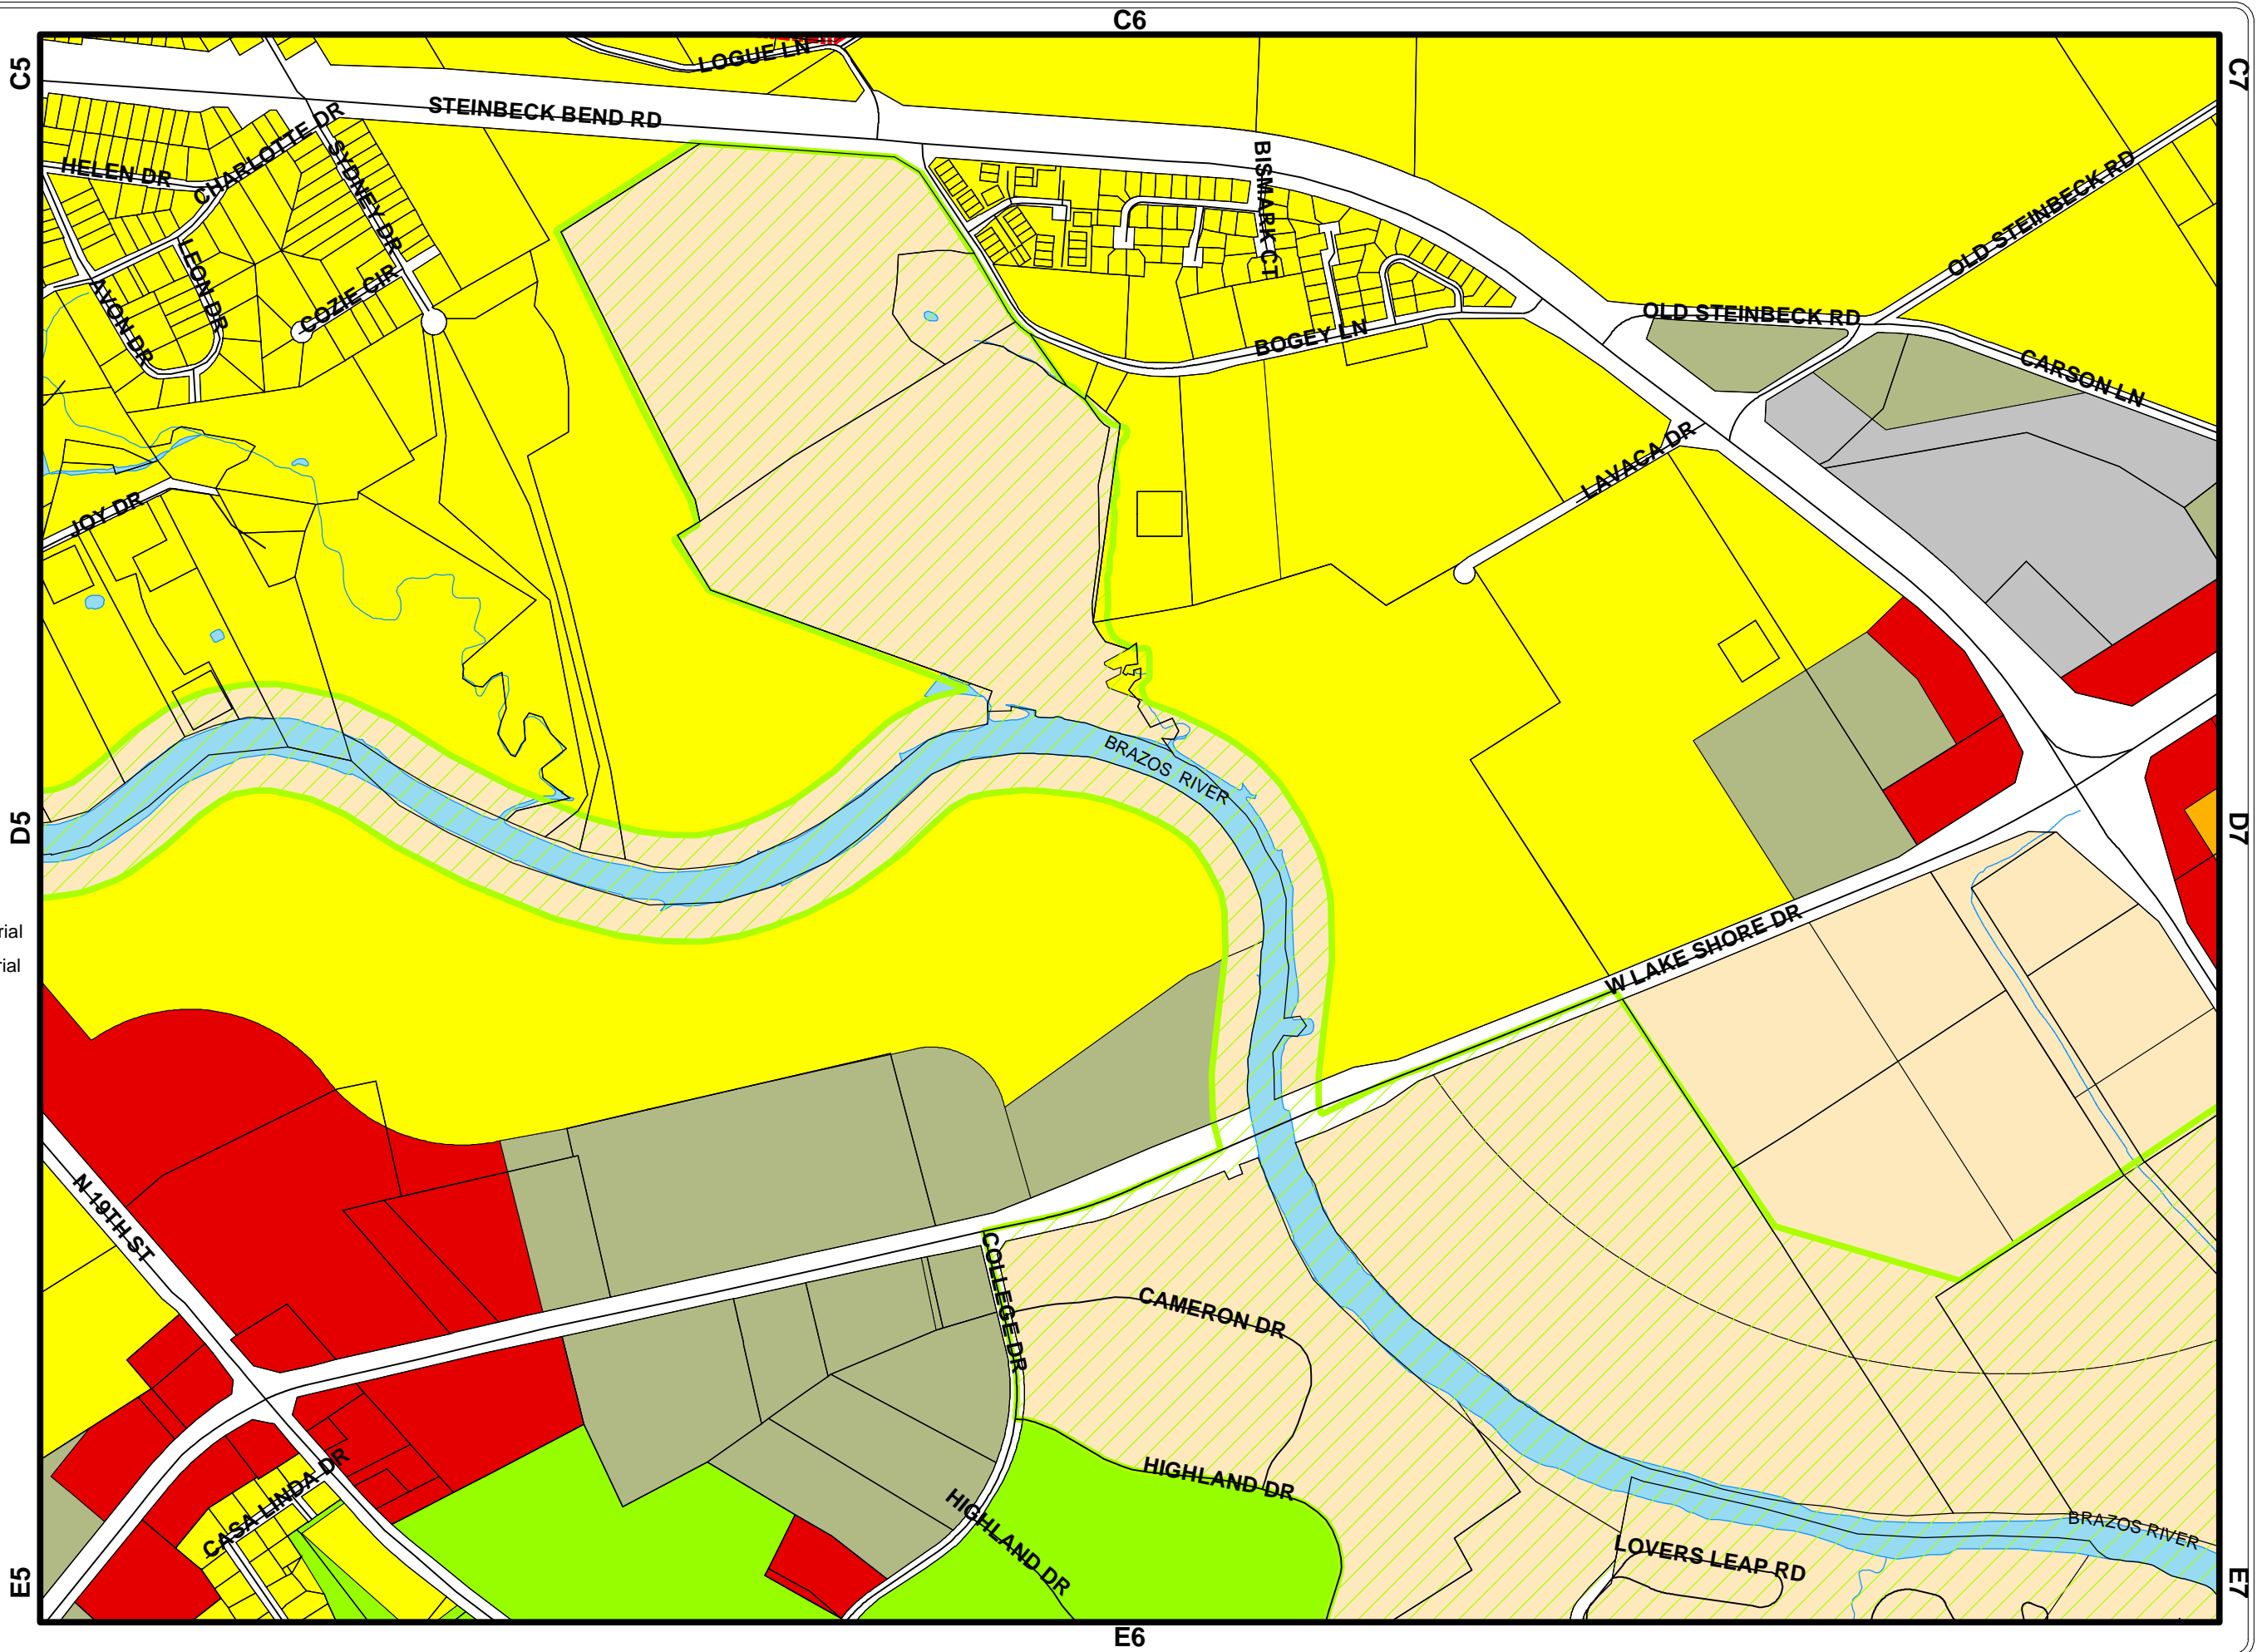 C6
C5
C7
LOGUE LN
STEINBECK BEND RD
CHARLOTTE DR
HELEN DR
SYDNEY DR
BISMARK CT
OLD STEINBECK RD
LEON DR
AVON DR
COZIE CIR
BOGEY LN
OLD STEINBECK RD
CARSON LN
LAVACA DR
JOY DR
BRAZOS RIVER
D5
D7
rial
rial
W LAKE SHORE DR
N 19TH ST
COLLEGE DR
CAMERON DR
HIGHLAND DR
HIGHLAND DR
CASA LINDA DR
LOVERS LEAP RD
BRAZOS RIVER
E5
E7
E6